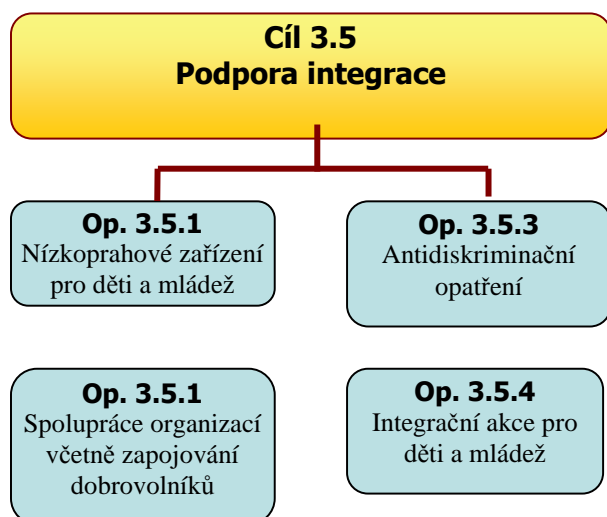 Cíl 3.5
Podpora integrace
Op. 3.5.1
Nízkoprahové zařízení
pro děti a mládež
Op. 3.5.3
Antidiskriminační
opatření
Op. 3.5.1
Spolupráce organizací
včetně zapojování
dobrovolníků
Op. 3.5.4
Integrační akce pro
děti a mládež